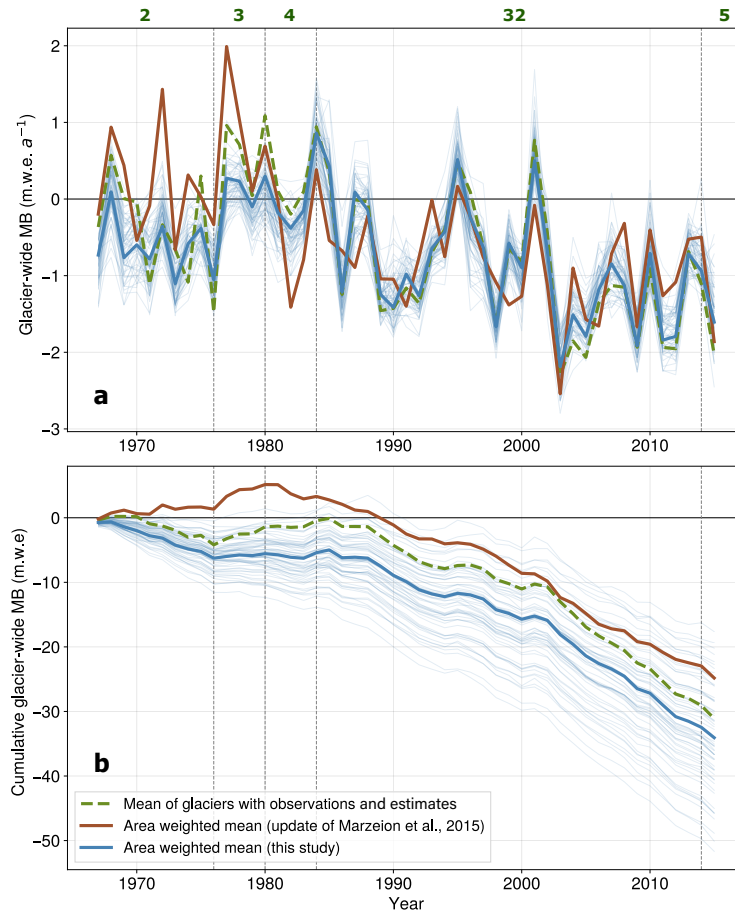 2 3 4 32 5
2
1
0
−1
−2
−3
Glacier-wide MB (m.w.e. a⁻¹)
a
1970 1980 1990 2000 2010
0
−10
−20
−30
−40
−50
Cumulative glacier-wide MB (m.w.e)
b
Mean of glaciers with observations and estimates
Area weighted mean (update of Marzeion et al., 2015)
Area weighted mean (this study)
1970 1980 1990 2000 2010
Year